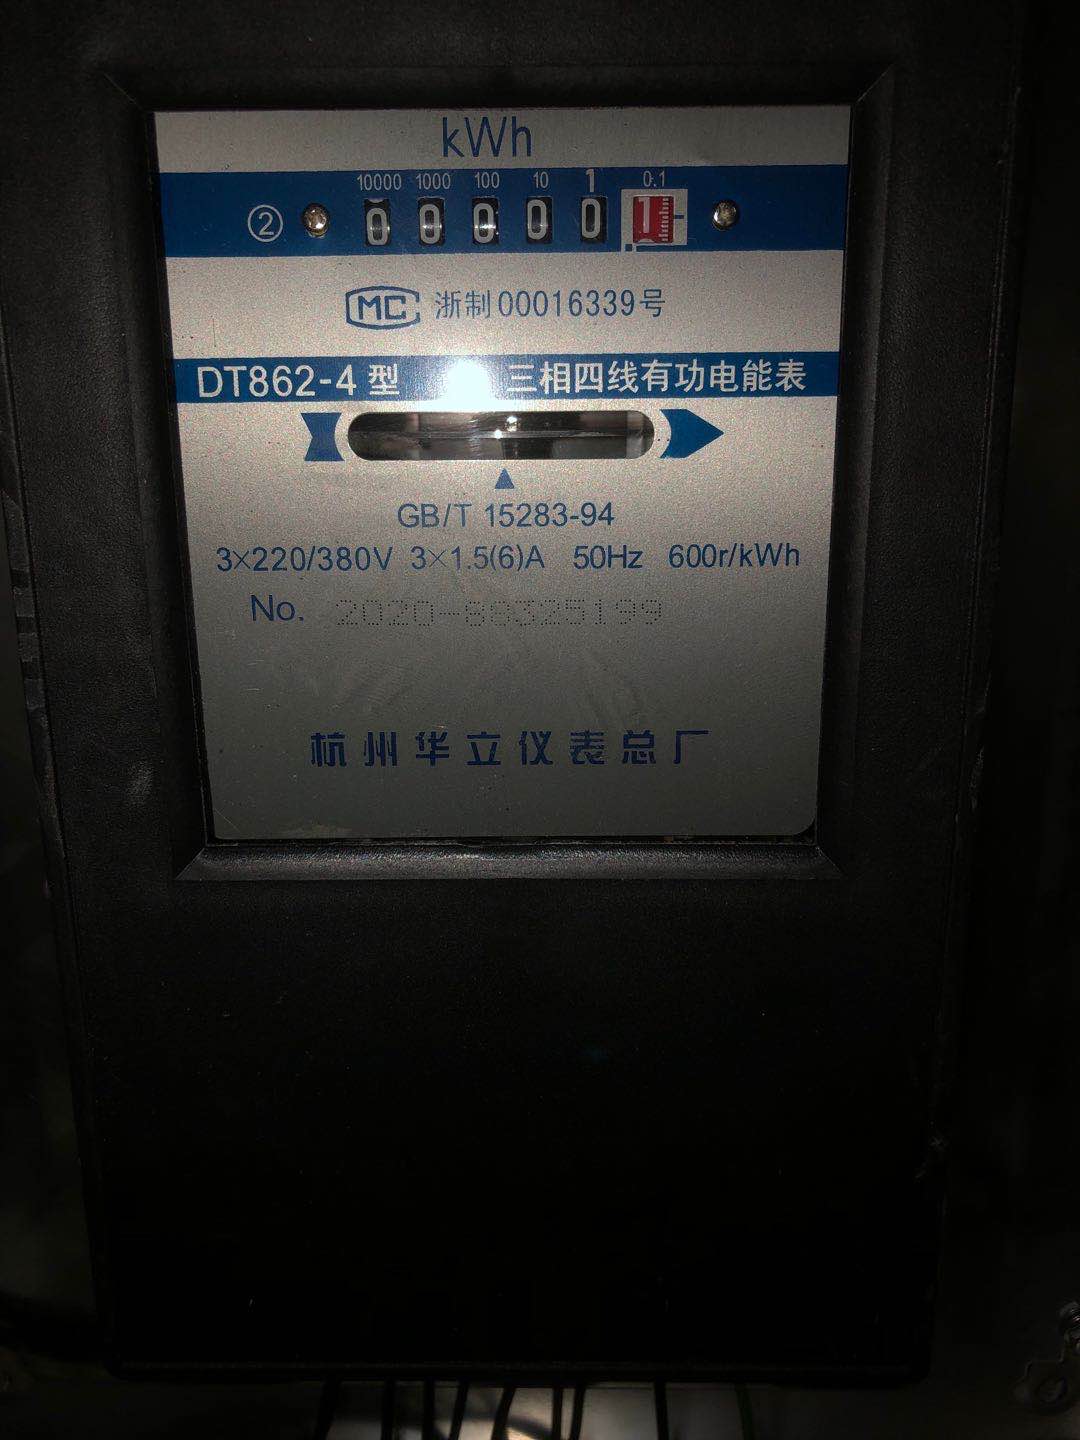 kWh
10000 1000 100 10 1 0.1
② 0 0 0 0 0 1
MC 浙制00016339号
DT862-4型 三相四线有功电能表
GB/T 15283-94
3×220/380V 3×1.5(6)A 50Hz 600r/kWh
No. 2020-89325199
杭州华立仪表总厂